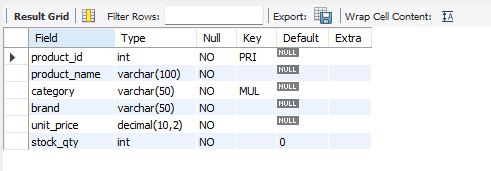 Result Grid Filter Rows: Export: Wrap Cell Content:
Field Type Null Key Default Extra
product_id int NO PRI NULL
product_name varchar(100) NO NULL
category varchar(50) NO MUL NULL
brand varchar(50) NO NULL
unit_price decimal(10,2) NO NULL
stock_qty int NO 0